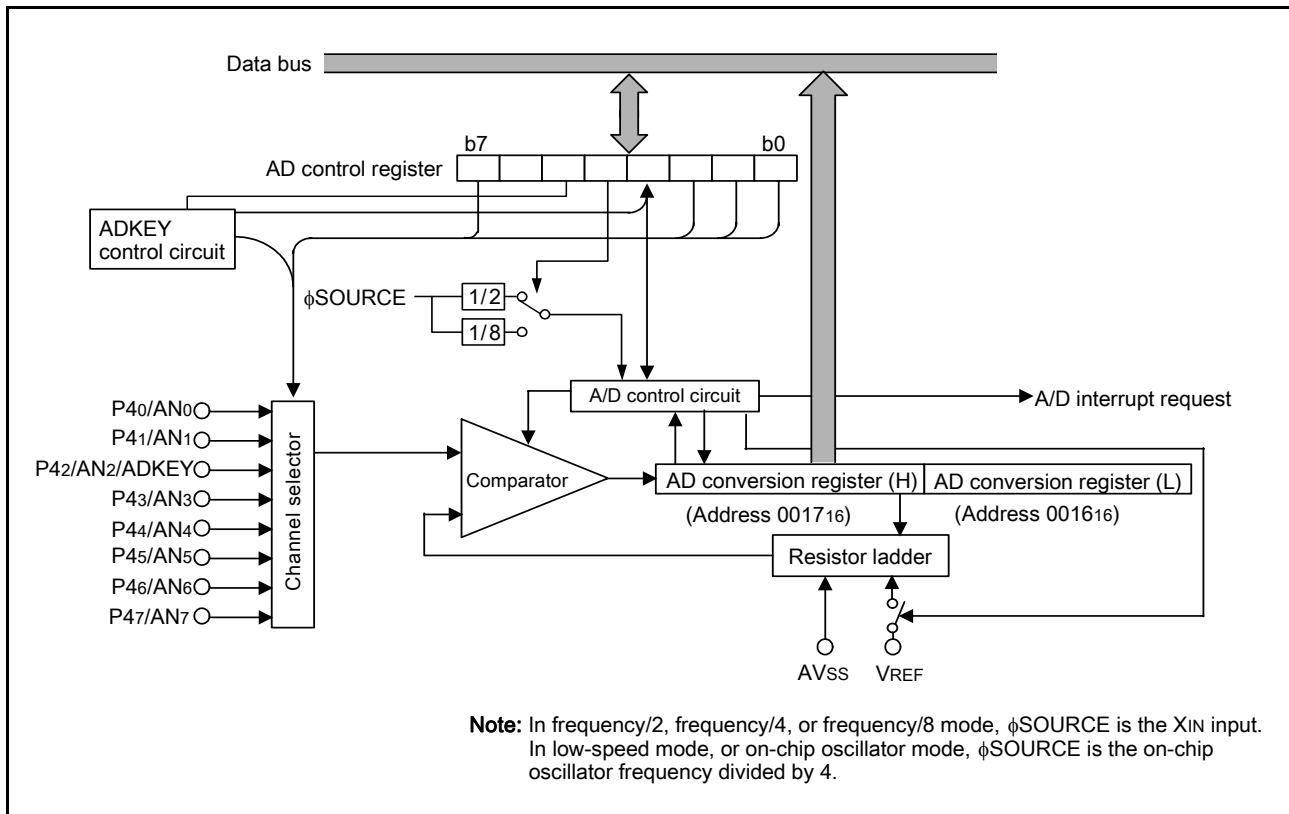 Data bus
b7 b0
AD control register
ADKEY
control circuit
φSOURCE
1/2
1/8
A/D control circuit
A/D interrupt request
P40/AN0
P41/AN1
P42/AN2/ADKEY
P43/AN3
P44/AN4
P45/AN5
P46/AN6
P47/AN7
Channel selector
Comparator
AD conversion register (H) AD conversion register (L)
(Address 001716) (Address 001616)
Resistor ladder
AVSS VREF
Note: In frequency/2, frequency/4, or frequency/8 mode, φSOURCE is the XIN input.
In low-speed mode, or on-chip oscillator mode, φSOURCE is the on-chip
oscillator frequency divided by 4.